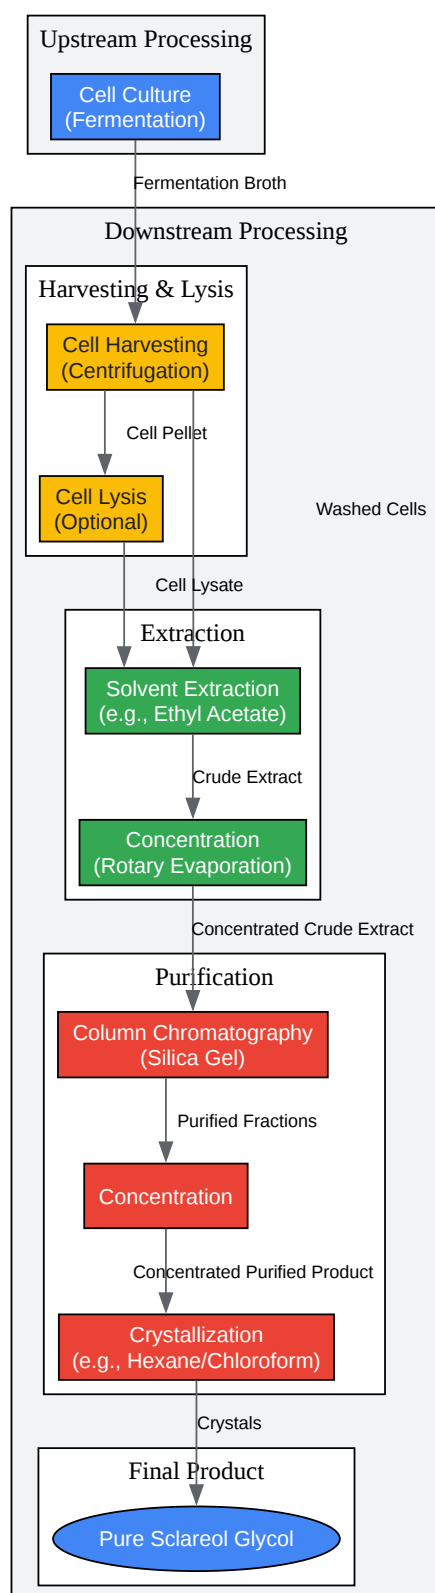 Upstream Processing
Cell Culture
(Fermentation)
Fermentation Broth
Downstream Processing
Harvesting & Lysis
Cell Harvesting
(Centrifugation)
Cell Pellet
Cell Lysis
(Optional)
Washed Cells
Cell Lysate
Extraction
Solvent Extraction
(e.g., Ethyl Acetate)
Crude Extract
Concentration
(Rotary Evaporation)
Concentrated Crude Extract
Purification
Column Chromatography
(Silica Gel)
Purified Fractions
Concentration
Concentrated Purified Product
Crystallization
(e.g., Hexane/Chloroform)
Crystals
Final Product
Pure Sclareol Glycol